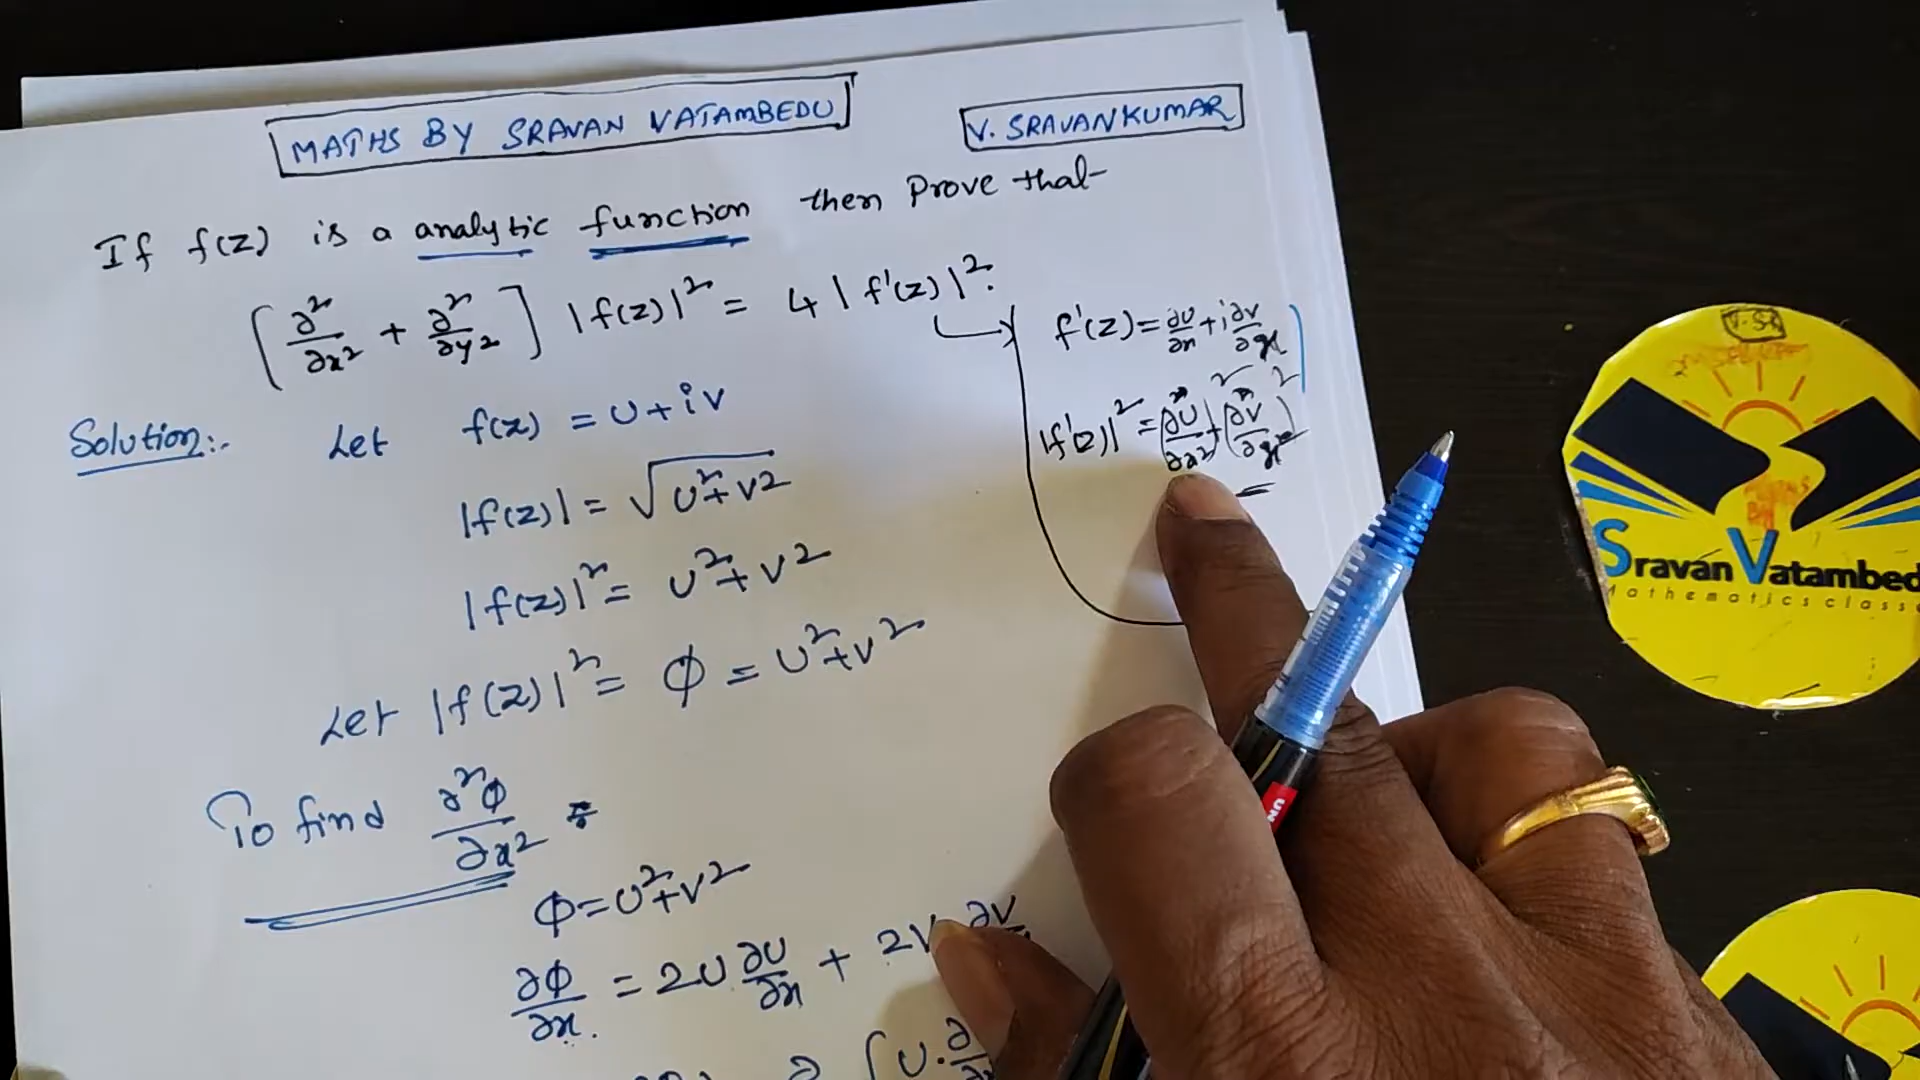 MATHS BY SRAVAN VATAMBEDU
V. SRAVANKUMAR
If f(z) is a analytic function then Prove that
[∂²/∂x² + ∂²/∂y²] |f(z)|² = 4 |f'(z)|².
f'(z) = ∂u/∂x + i ∂v/∂x
|f'(z)|² = (∂u/∂x)² + (∂v/∂x)²
Solution:- Let f(z) = u + iv
|f(z)| = √u²+v²
|f(z)|² = u²+v²
Let |f(z)|² = φ = u²+v²
To find ∂²φ/∂x² :
φ = u²+v²
∂φ/∂x = 2u ∂u/∂x + 2v ∂v
Sravan Vatambed
Mathematics classe